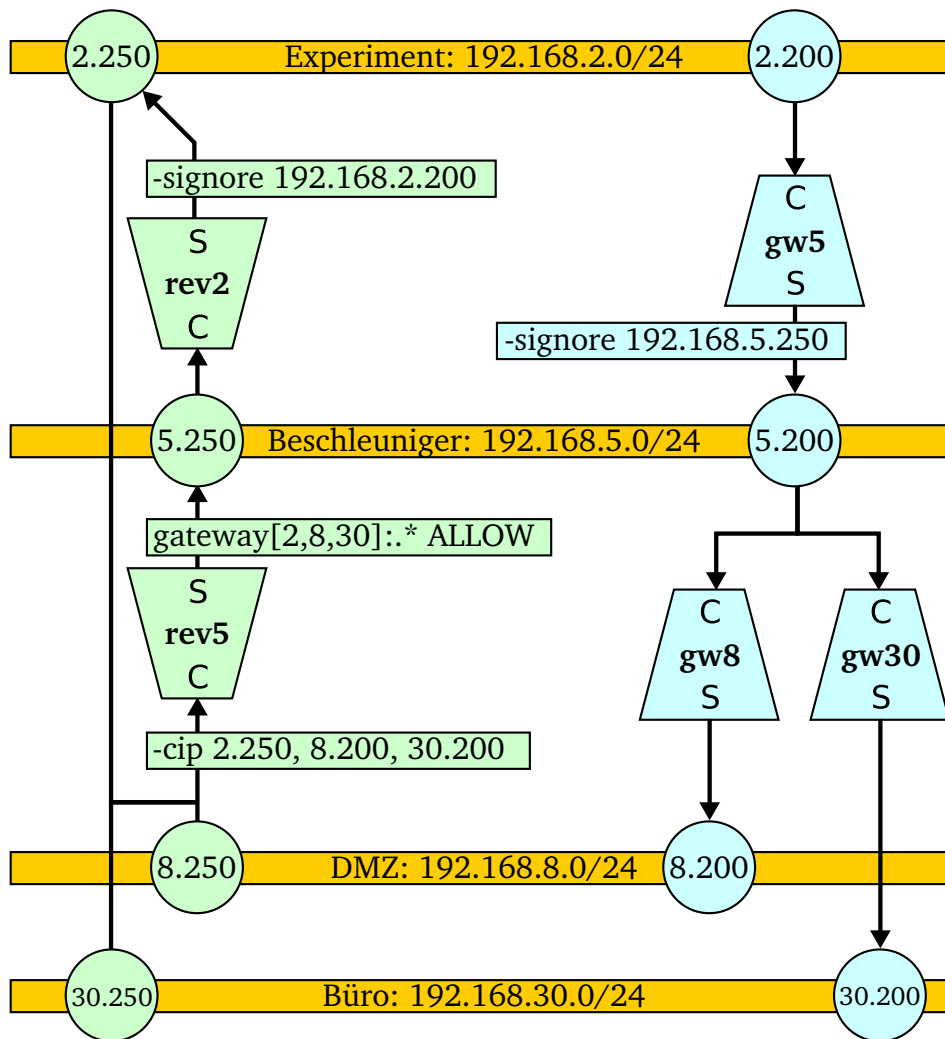 2.250
Experiment: 192.168.2.0/24
2.200
-signore 192.168.2.200
C
gw5
S
S
rev2
C
-signore 192.168.5.250
5.250
Beschleuniger: 192.168.5.0/24
5.200
gateway[2,8,30]:.* ALLOW
S
rev5
C
C
gw8
S
C
gw30
S
-cip 2.250, 8.200, 30.200
8.250
DMZ: 192.168.8.0/24
8.200
30.250
Büro: 192.168.30.0/24
30.200